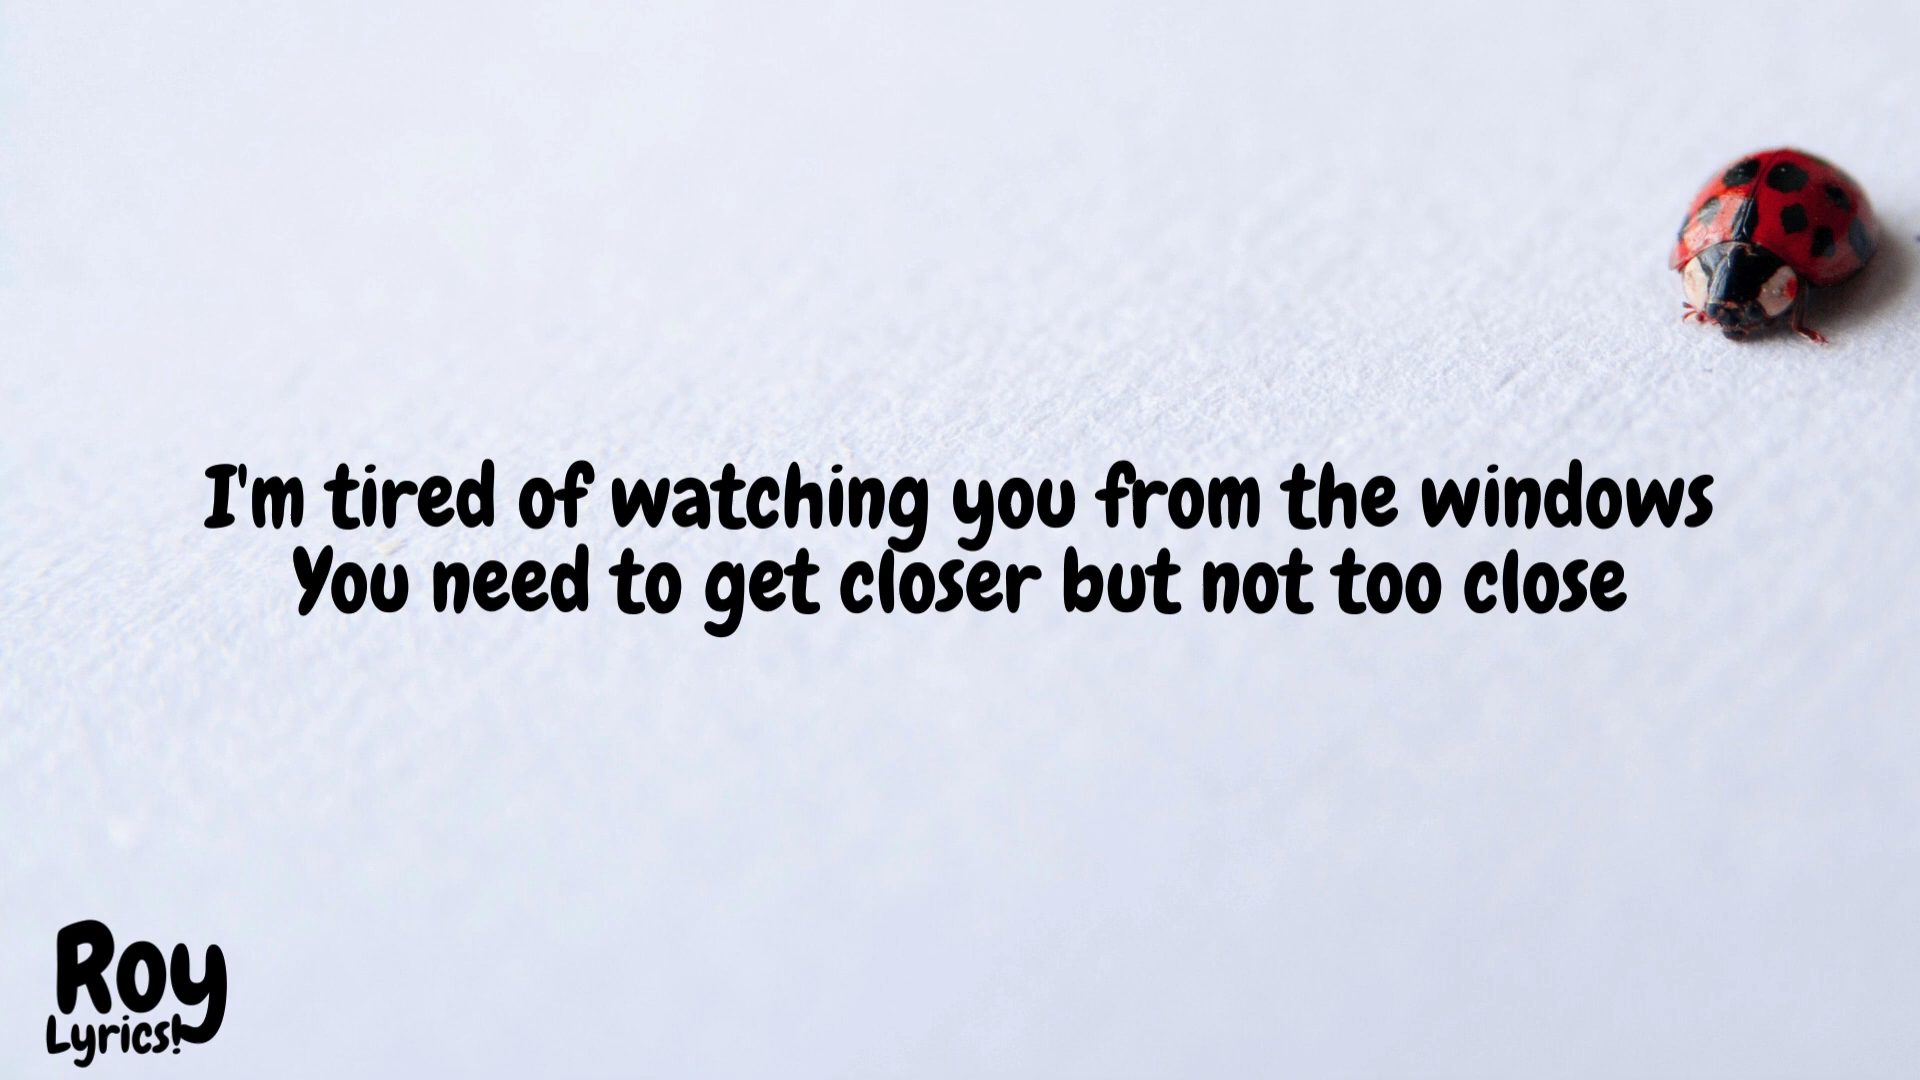 I'm tired of watching you from the windows
You need to get closer but not too close
Roy
Lyrics!